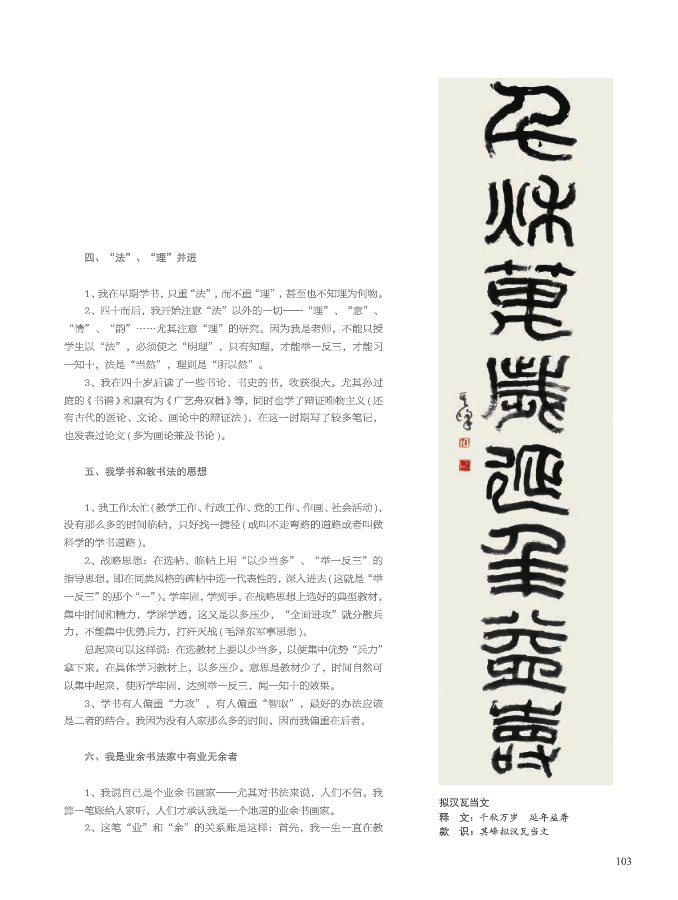 四、“法”、“理”并进
1、我在早期学书，只重“法”，而不重“理”，甚至也不知理为何物。
2、四十而后，我开始注意“法”以外的一切——“理”、“意”、
“情”、“韵”……尤其注意“理”的研究。因为我是老师，不能只授
学生以“法”，必须使之“明理”，只有知理，才能举一反三，才能习
一知十，法是“当然”，理则是“所以然”。
3、我在四十岁后读了一些书论、书史的书，收获很大。尤其孙过
庭的《书谱》和康有为《广艺舟双楫》等，同时也学了辩证唯物主义(还
有古代的医论、文论、画论中的辩证法)，在这一时期写了较多笔记，
也发表过论文(多为画论兼及书论)。
五、我学书和教书法的思想
1、我工作太忙(教学工作、行政工作、党的工作、作画、社会活动)，
没有那么多的时间临帖，只好找一捷径(或叫不走弯路的道路或者叫做
科学的学书道路)。
2、战略思想：在选帖、临帖上用“以少当多”、“举一反三”的
指导思想。即在同类风格的碑帖中选一代表性的，深入进去(这就是“举
一反三”的那个“一”)。学牢固，学到手。在战略思想上选好的典型教材，
集中时间和精力，学深学透，这又是以多压少，“全面进攻”就分散兵
力，不能集中优势兵力，打歼灭战(毛泽东军事思想)。
总起来可以这样说：在选教材上要以少当多，以便集中优势“兵力”
拿下来。在具体学习教材上，以多压少。意思是教材少了，时间自然可
以集中起来，使所学牢固，达到举一反三，闻一知十的效果。
3、学书有人偏重“力攻”，有人偏重“智取”，最好的办法应该
是二者的结合。我因为没有人家那么多的时间，因而我偏重在后者。
六、我是业余书法家中有业无余者
1、我说自己是个业余书画家——尤其对书法来说，人们不信。我
算一笔账给人家听，人们才承认我是一个地道的业余书画家。
2、这笔“业”和“余”的关系账是这样：首先，我一生一直在教
千秋萬歲延年益壽
拟汉瓦当文
释　文：千秋万岁　延年益寿
款　识：其峰拟汉瓦当文
103